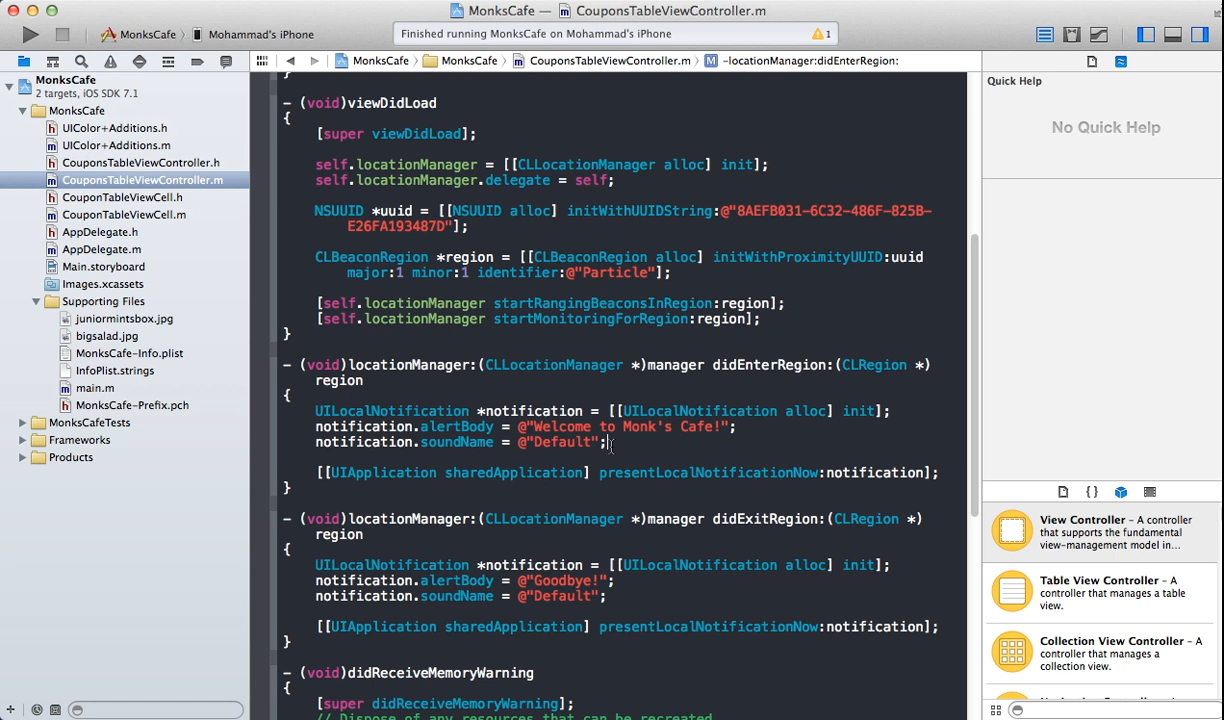 MonksCafe — CouponsTableViewController.m
MonksCafe Mohammad's iPhone
Finished running MonksCafe on Mohammad's iPhone 1
MonksCafe MonksCafe CouponsTableViewController.m M -locationManager:didEnterRegion:
MonksCafe
2 targets, iOS SDK 7.1
MonksCafe
h UIColor+Additions.h
m UIColor+Additions.m
h CouponsTableViewController.h
m CouponsTableViewController.m
h CouponTableViewCell.h
m CouponTableViewCell.m
h AppDelegate.h
m AppDelegate.m
Main.storyboard
Images.xcassets
Supporting Files
juniormintsbox.jpg
bigsalad.jpg
MonksCafe-Info.plist
InfoPlist.strings
m main.m
h MonksCafe-Prefix.pch
MonksCafeTests
Frameworks
Products
}
- (void)viewDidLoad
{
[super viewDidLoad];
self.locationManager = [[CLLocationManager alloc] init];
self.locationManager.delegate = self;
NSUUID *uuid = [[NSUUID alloc] initWithUUIDString:@"8AEFB031-6C32-486F-825B-
E26FA193487D"];
CLBeaconRegion *region = [[CLBeaconRegion alloc] initWithProximityUUID:uuid
major:1 minor:1 identifier:@"Particle"];
[self.locationManager startRangingBeaconsInRegion:region];
[self.locationManager startMonitoringForRegion:region];
}
- (void)locationManager:(CLLocationManager *)manager didEnterRegion:(CLRegion *)
region
{
UILocalNotification *notification = [[UILocalNotification alloc] init];
notification.alertBody = @"Welcome to Monk's Cafe!";
notification.soundName = @"Default";
[[UIApplication sharedApplication] presentLocalNotificationNow:notification];
}
- (void)locationManager:(CLLocationManager *)manager didExitRegion:(CLRegion *)
region
{
UILocalNotification *notification = [[UILocalNotification alloc] init];
notification.alertBody = @"Goodbye!";
notification.soundName = @"Default";
[[UIApplication sharedApplication] presentLocalNotificationNow:notification];
}
- (void)didReceiveMemoryWarning
{
[super didReceiveMemoryWarning];
// Dispose of any resources that can be recreated.
Quick Help
No Quick Help
{ }
View Controller - A controller
that supports the fundamental
view-management model in...
Table View Controller - A
controller that manages a table
view.
Collection View Controller - A
controller that manages a
collection view.